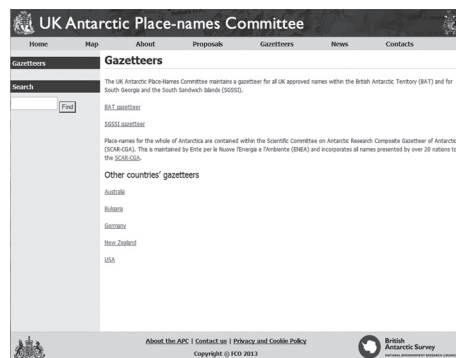 UK Antarctic Place-names Committee
Home Map About Proposals Gazetteers News Contacts
Gazetteers
Search
Find
Gazetteers
The UK Antarctic Place-Names Committee maintains a gazetteer for all UK approved names within the British Antarctic Territory (BAT) and for
South Georgia and the South Sandwich Islands (SGSSI).
BAT gazetteer
SGSSI gazetteer
Place-names for the whole of Antarctica are contained within the Scientific Committee on Antarctic Research Composite Gazetteer of Antarctic
(SCAR-CGA). This is maintained by Ente per le Nuove l'Energia e l'Ambiente (ENEA) and incorporates all names presented by over 20 nations to
the SCAR-CGA.
Other countries' gazetteers
Australia
Bulgaria
Germany
New Zealand
USA
About the APC | Contact us | Privacy and Cookie Policy
Copyright © FCO 2013
British
Antarctic Survey
NATURAL ENVIRONMENT RESEARCH COUNCIL